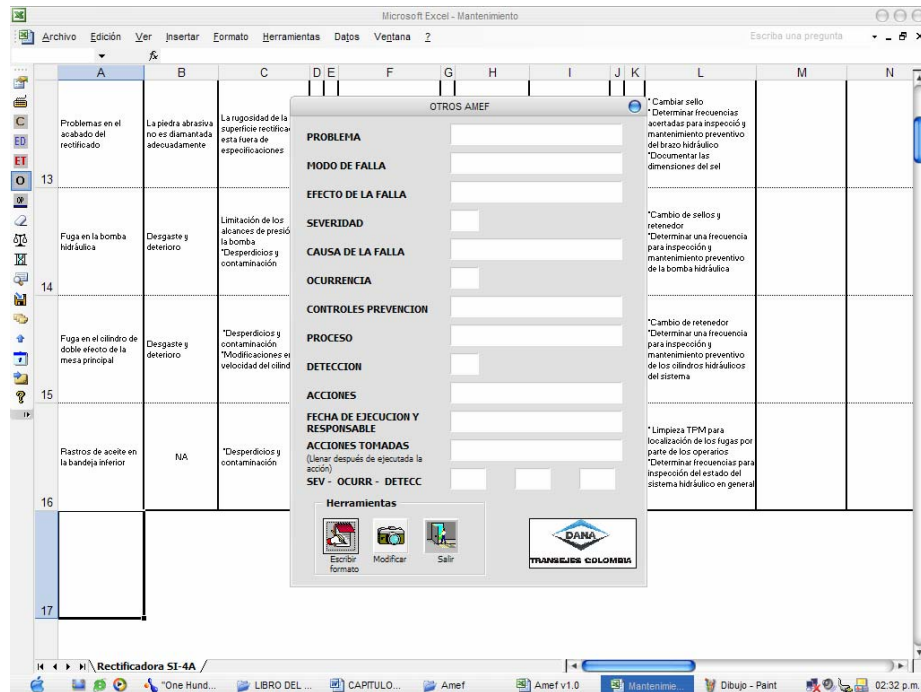 Microsoft Excel - Mantenimiento
Archivo Edición Ver Insertar Formato Herramientas Datos Ventana ?
Escriba una pregunta
fx
A B C D E F G H I J K L M N
C
ED
ET
O
OP
13
Problemas en el
acabado del
rectificado
La piedra abrasiva
no es diamantada
adecuadamente
La rugosidad de la
superficie rectifica
esta fuera de
especificaciones
* Cambiar sello
* Determinar frecuencias
acertadas para inspecció y
mantenimiento preventivo
del brazo hidráulico
*Documentar las
dimensiones del sel
14
Fuga en la bomba
hidráulica
Desgaste y
deterioro
Limitación de los
alcances de presió
la bomba
*Desperdicios y
contaminación
*Cambio de sellos y
retenedor
*Determinar una frecuencia
para inspección y
mantenimiento preventivo
de la bomba hidráulica
15
Fuga en el cilindro de
doble efecto de la
mesa principal
Desgaste y
deterioro
*Desperdicios y
contaminación
*Modificaciones en
velocidad del cilind
*Cambio de retenedor
*Determinar una frecuencia
para inspección y
mantenimiento preventivo
de los cilindros hidráulicos
del sistema
16
Rastros de aceite en
la bandeja inferior
NA
*Desperdicios y
contaminación
* Limpieza TPM para
localización de los fugas por
parte de los operarios
*Determinar frecuencias para
inspección del estado del
sistema hidráulico en general
17
OTROS AMEF
PROBLEMA
MODO DE FALLA
EFECTO DE LA FALLA
SEVERIDAD
CAUSA DE LA FALLA
OCURRENCIA
CONTROLES PREVENCION
PROCESO
DETECCION
ACCIONES
FECHA DE EJECUCION Y
RESPONSABLE
ACCIONES TOMADAS
(Llenar después de ejecutada la
acción)
SEV - OCURR - DETECC
Herramientas
Escribir
formato
Modificar
Salir
DANA
TRANSEJES COLOMBIA
Rectificadora SI-4A
"One Hund... LIBRO DEL ... CAPITULO... Amef Amef v1.0 Mantenimie... Dibujo - Paint 02:32 p.m.